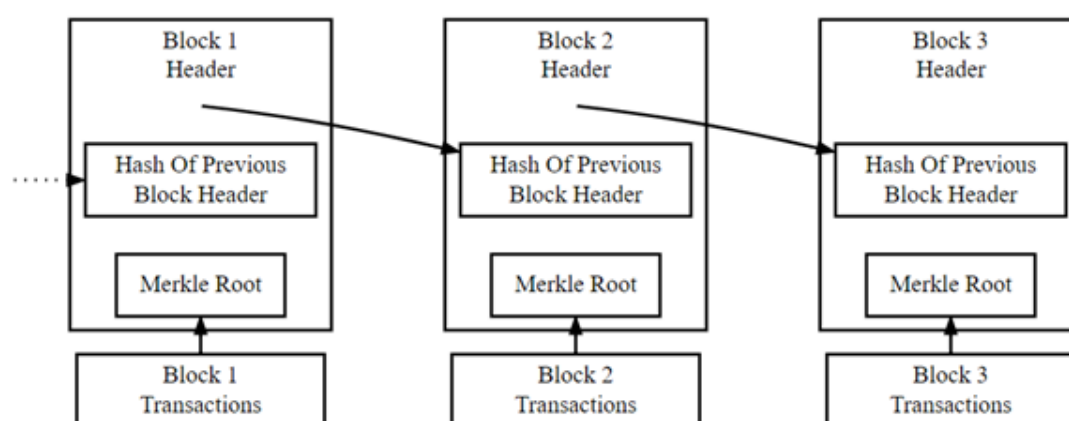 Block 1
Header
Hash Of Previous
Block Header
Merkle Root
Block 1
Transactions
Block 2
Header
Hash Of Previous
Block Header
Merkle Root
Block 2
Transactions
Block 3
Header
Hash Of Previous
Block Header
Merkle Root
Block 3
Transactions